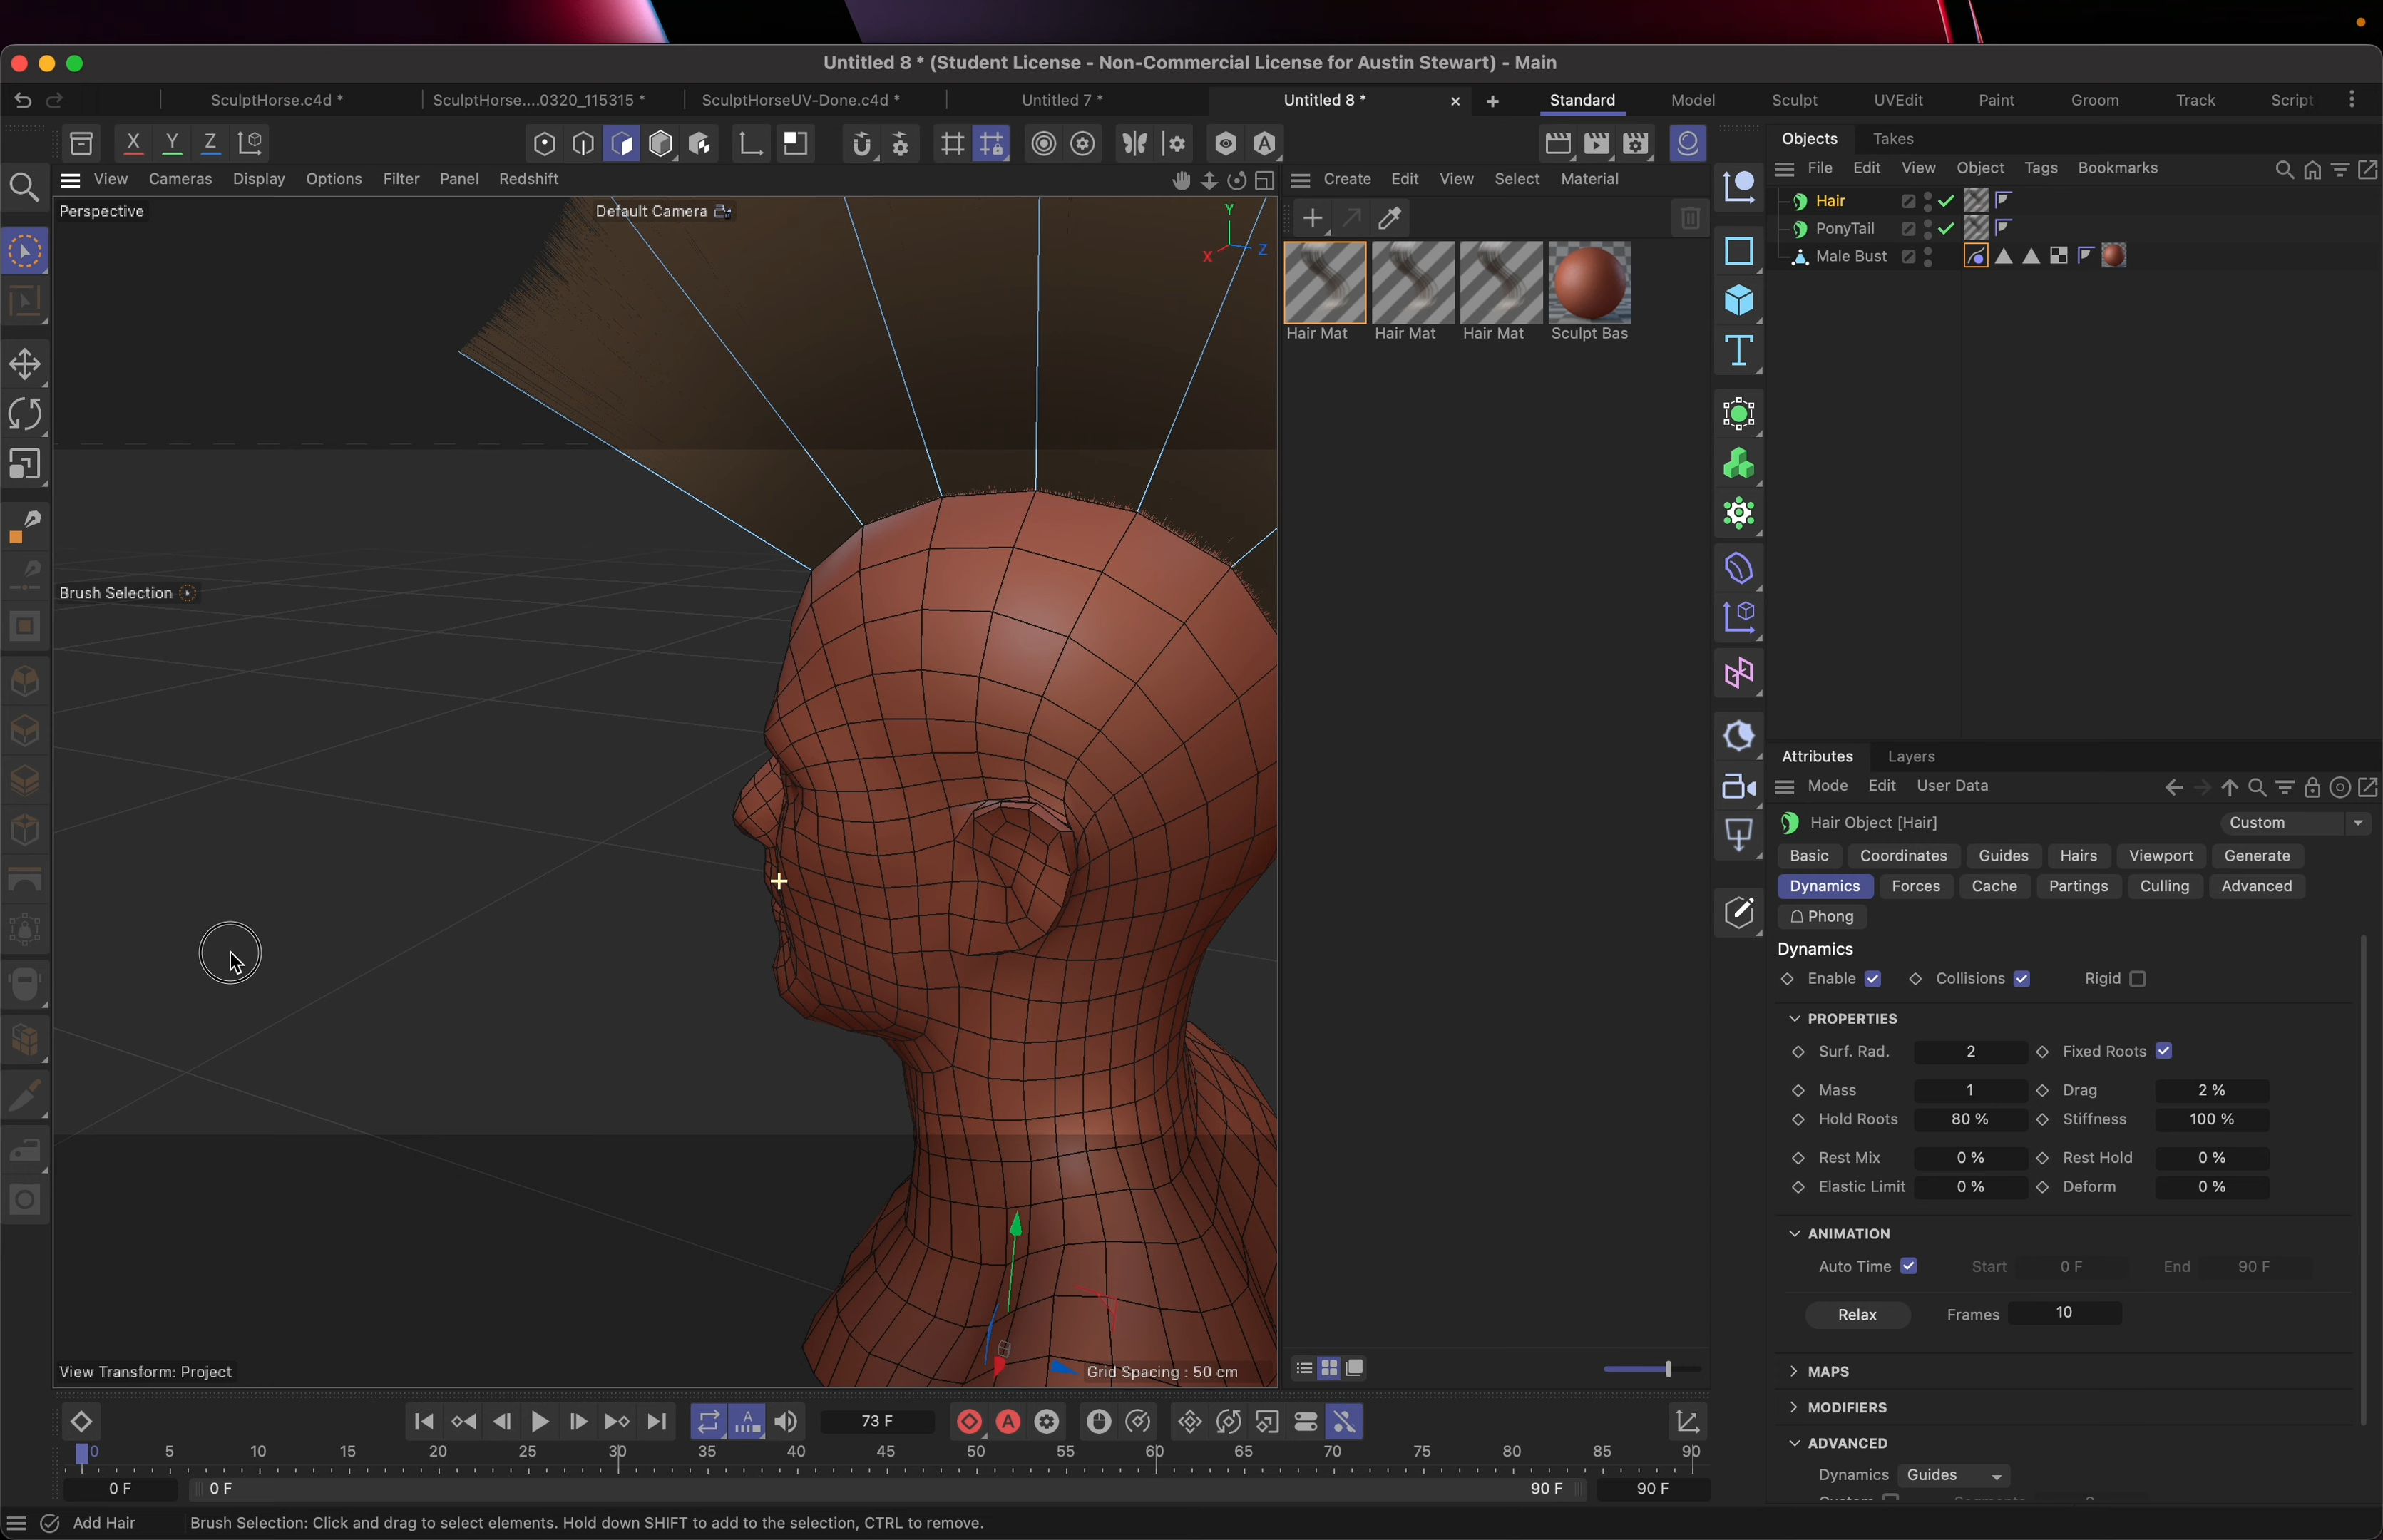 Untitled 8 * (Student License - Non-Commercial License for Austin Stewart) - Main
SculptHorse.c4d * SculptHorse....0320_115315 * SculptHorseUV-Done.c4d * Untitled 7 * Untitled 8 * Standard Model Sculpt UVEdit Paint Groom Track Script
X Y Z
Objects Takes
File Edit View Object Tags Bookmarks
View Cameras Display Options Filter Panel Redshift
Create Edit View Select Material
Perspective
Default Camera
Y
X
Z
Hair
PonyTail
Male Bust
Hair Mat Hair Mat Hair Mat Sculpt Bas
Brush Selection
View Transform: Project
Grid Spacing : 50 cm
Attributes Layers
Mode Edit User Data
Hair Object [Hair] Custom
Basic Coordinates Guides Hairs Viewport Generate
Dynamics Forces Cache Partings Culling Advanced
Phong
Dynamics
Enable Collisions Rigid
PROPERTIES
Surf. Rad. 2 Fixed Roots
Mass 1 Drag 2 %
Hold Roots 80 % Stiffness 100 %
Rest Mix 0 % Rest Hold 0 %
Elastic Limit 0 % Deform 0 %
ANIMATION
Auto Time Start 0 F End 90 F
Relax Frames 10
MAPS
MODIFIERS
ADVANCED
Dynamics Guides
73 F
0 5 10 15 20 25 30 35 40 45 50 55 60 65 70 75 80 85 90
0 F 0 F 90 F 90 F
Add Hair Brush Selection: Click and drag to select elements. Hold down SHIFT to add to the selection, CTRL to remove.